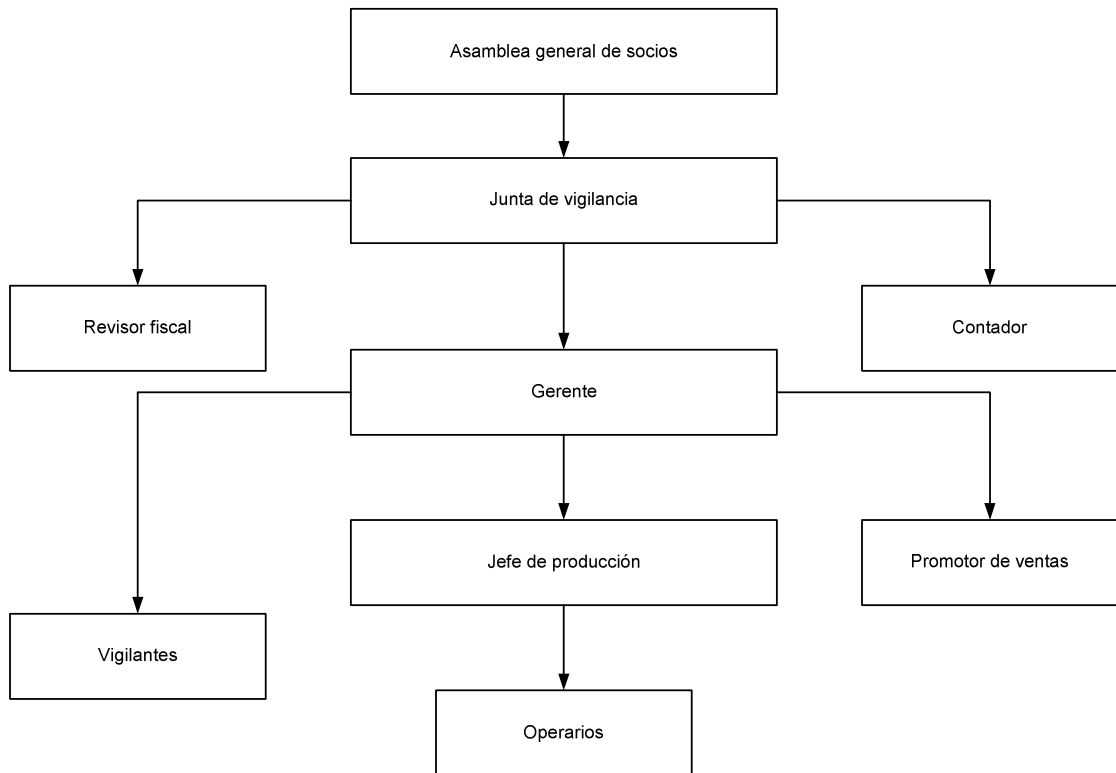 Asamblea general de socios
Junta de vigilancia
Revisor fiscal
Contador
Gerente
Jefe de producción
Promotor de ventas
Vigilantes
Operarios